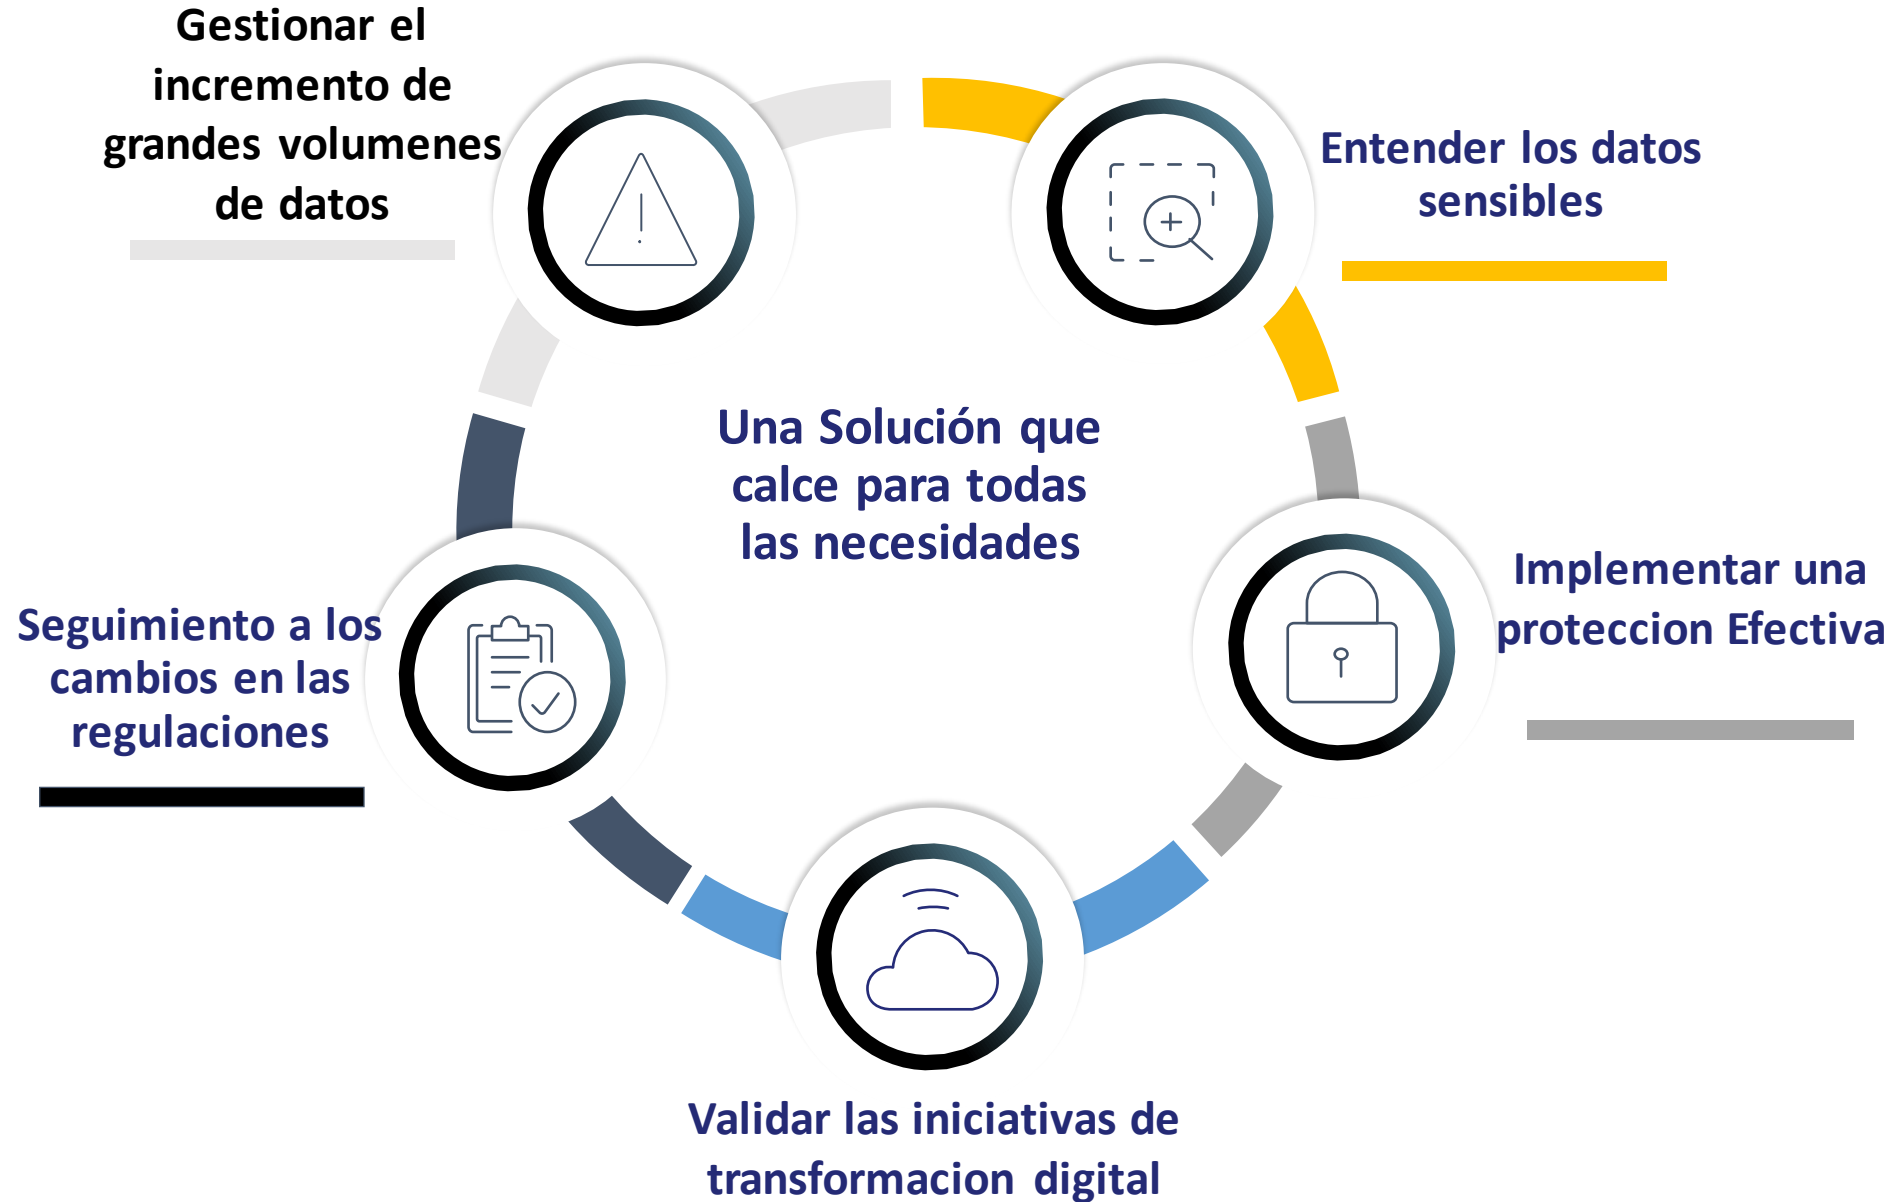 Gestionar el
incremento de
grandes volumenes
de datos
Entender los datos
sensibles
Una Solución que
calce para todas
las necesidades
Implementar una
proteccion Efectiva
Seguimiento a los
cambios en las
regulaciones
Validar las iniciativas de
transformacion digital